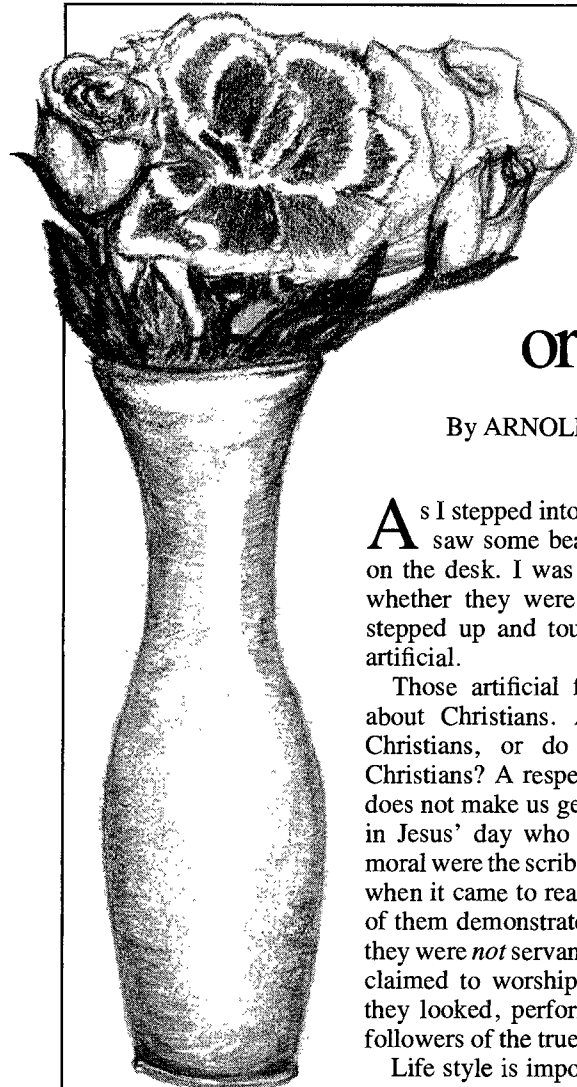 or
By ARNOL
As I stepped into
saw some bea
on the desk. I was
whether they were
stepped up and tou
artificial.
Those artificial f
about Christians. A
Christians, or do
Christians? A respe
does not make us ge
in Jesus' day who
moral were the scrib
when it came to rea
of them demonstrate
they were not servan
claimed to worship
they looked, perfor
followers of the true
Life style is impo